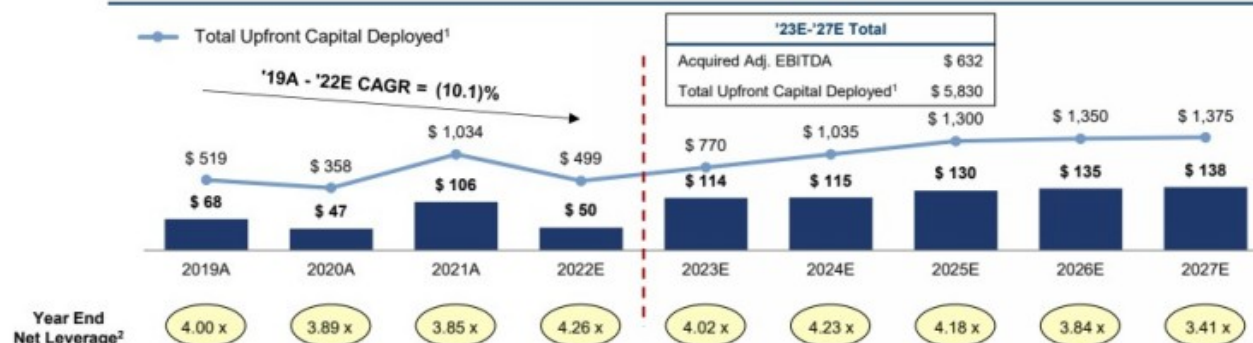 Total Upfront Capital Deployed¹
'19A - '22E CAGR = (10.1)%
'23E-'27E Total
Acquired Adj. EBITDA $ 632
Total Upfront Capital Deployed¹ $ 5,830
$ 519 $ 358 $ 1,034 $ 499 $ 770 $ 1,035 $ 1,300 $ 1,350 $ 1,375
$ 68 $ 47 $ 106 $ 50 $ 114 $ 115 $ 130 $ 135 $ 138
2019A 2020A 2021A 2022E 2023E 2024E 2025E 2026E 2027E
Year End
Net Leverage² 4.00 x 3.89 x 3.85 x 4.26 x 4.02 x 4.23 x 4.18 x 3.84 x 3.41 x